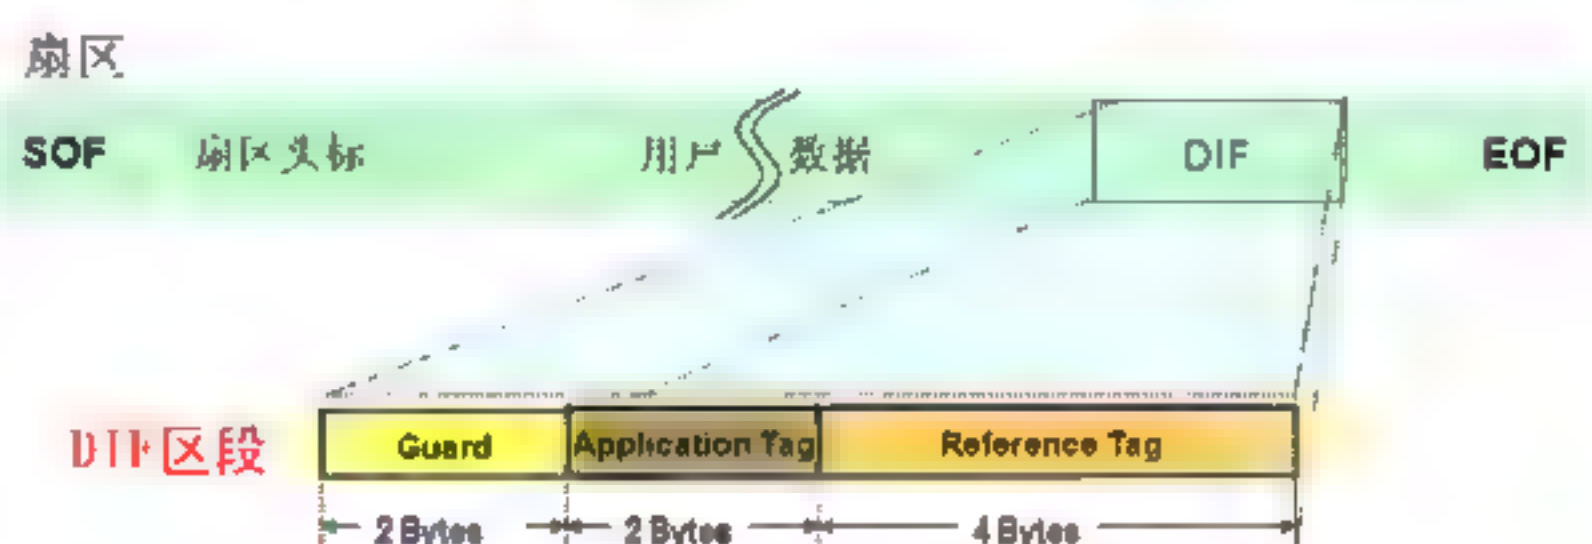 扇区
SOF 扇区头标 用户 数据 DIF EOF
DIF区段 Guard Application Tag Reference Tag
2 Bytes 2 Bytes 4 Bytes